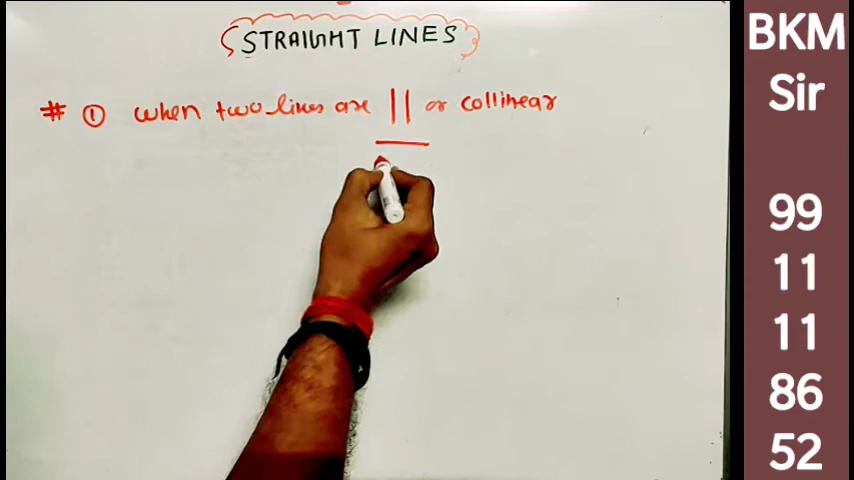 STRAIGHT LINES
# ① when two lines are || or collinear
BKM
Sir
99
11
11
86
52